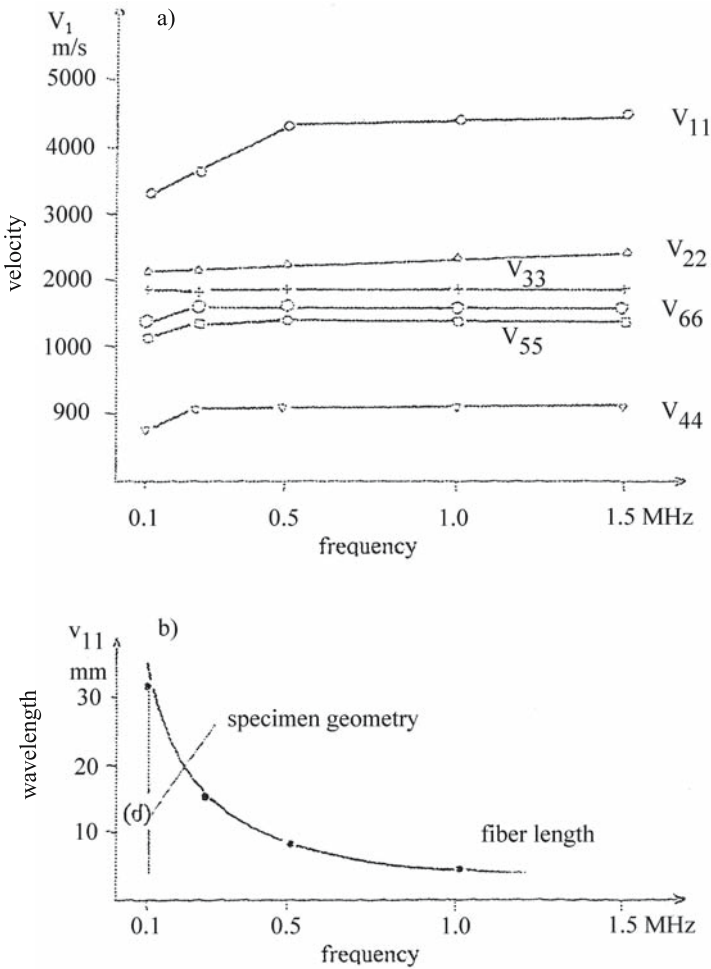 a)
V1
m/s
5000
4000
3000
2000
1000
900
velocity
V11
V22
V33
V66
V55
V44
0.1 0.5 1.0 1.5 MHz
frequency
b)
v11
mm
30
20
10
wavelength
specimen geometry
(d)
fiber length
0.1 0.5 1.0 1.5 MHz
frequency